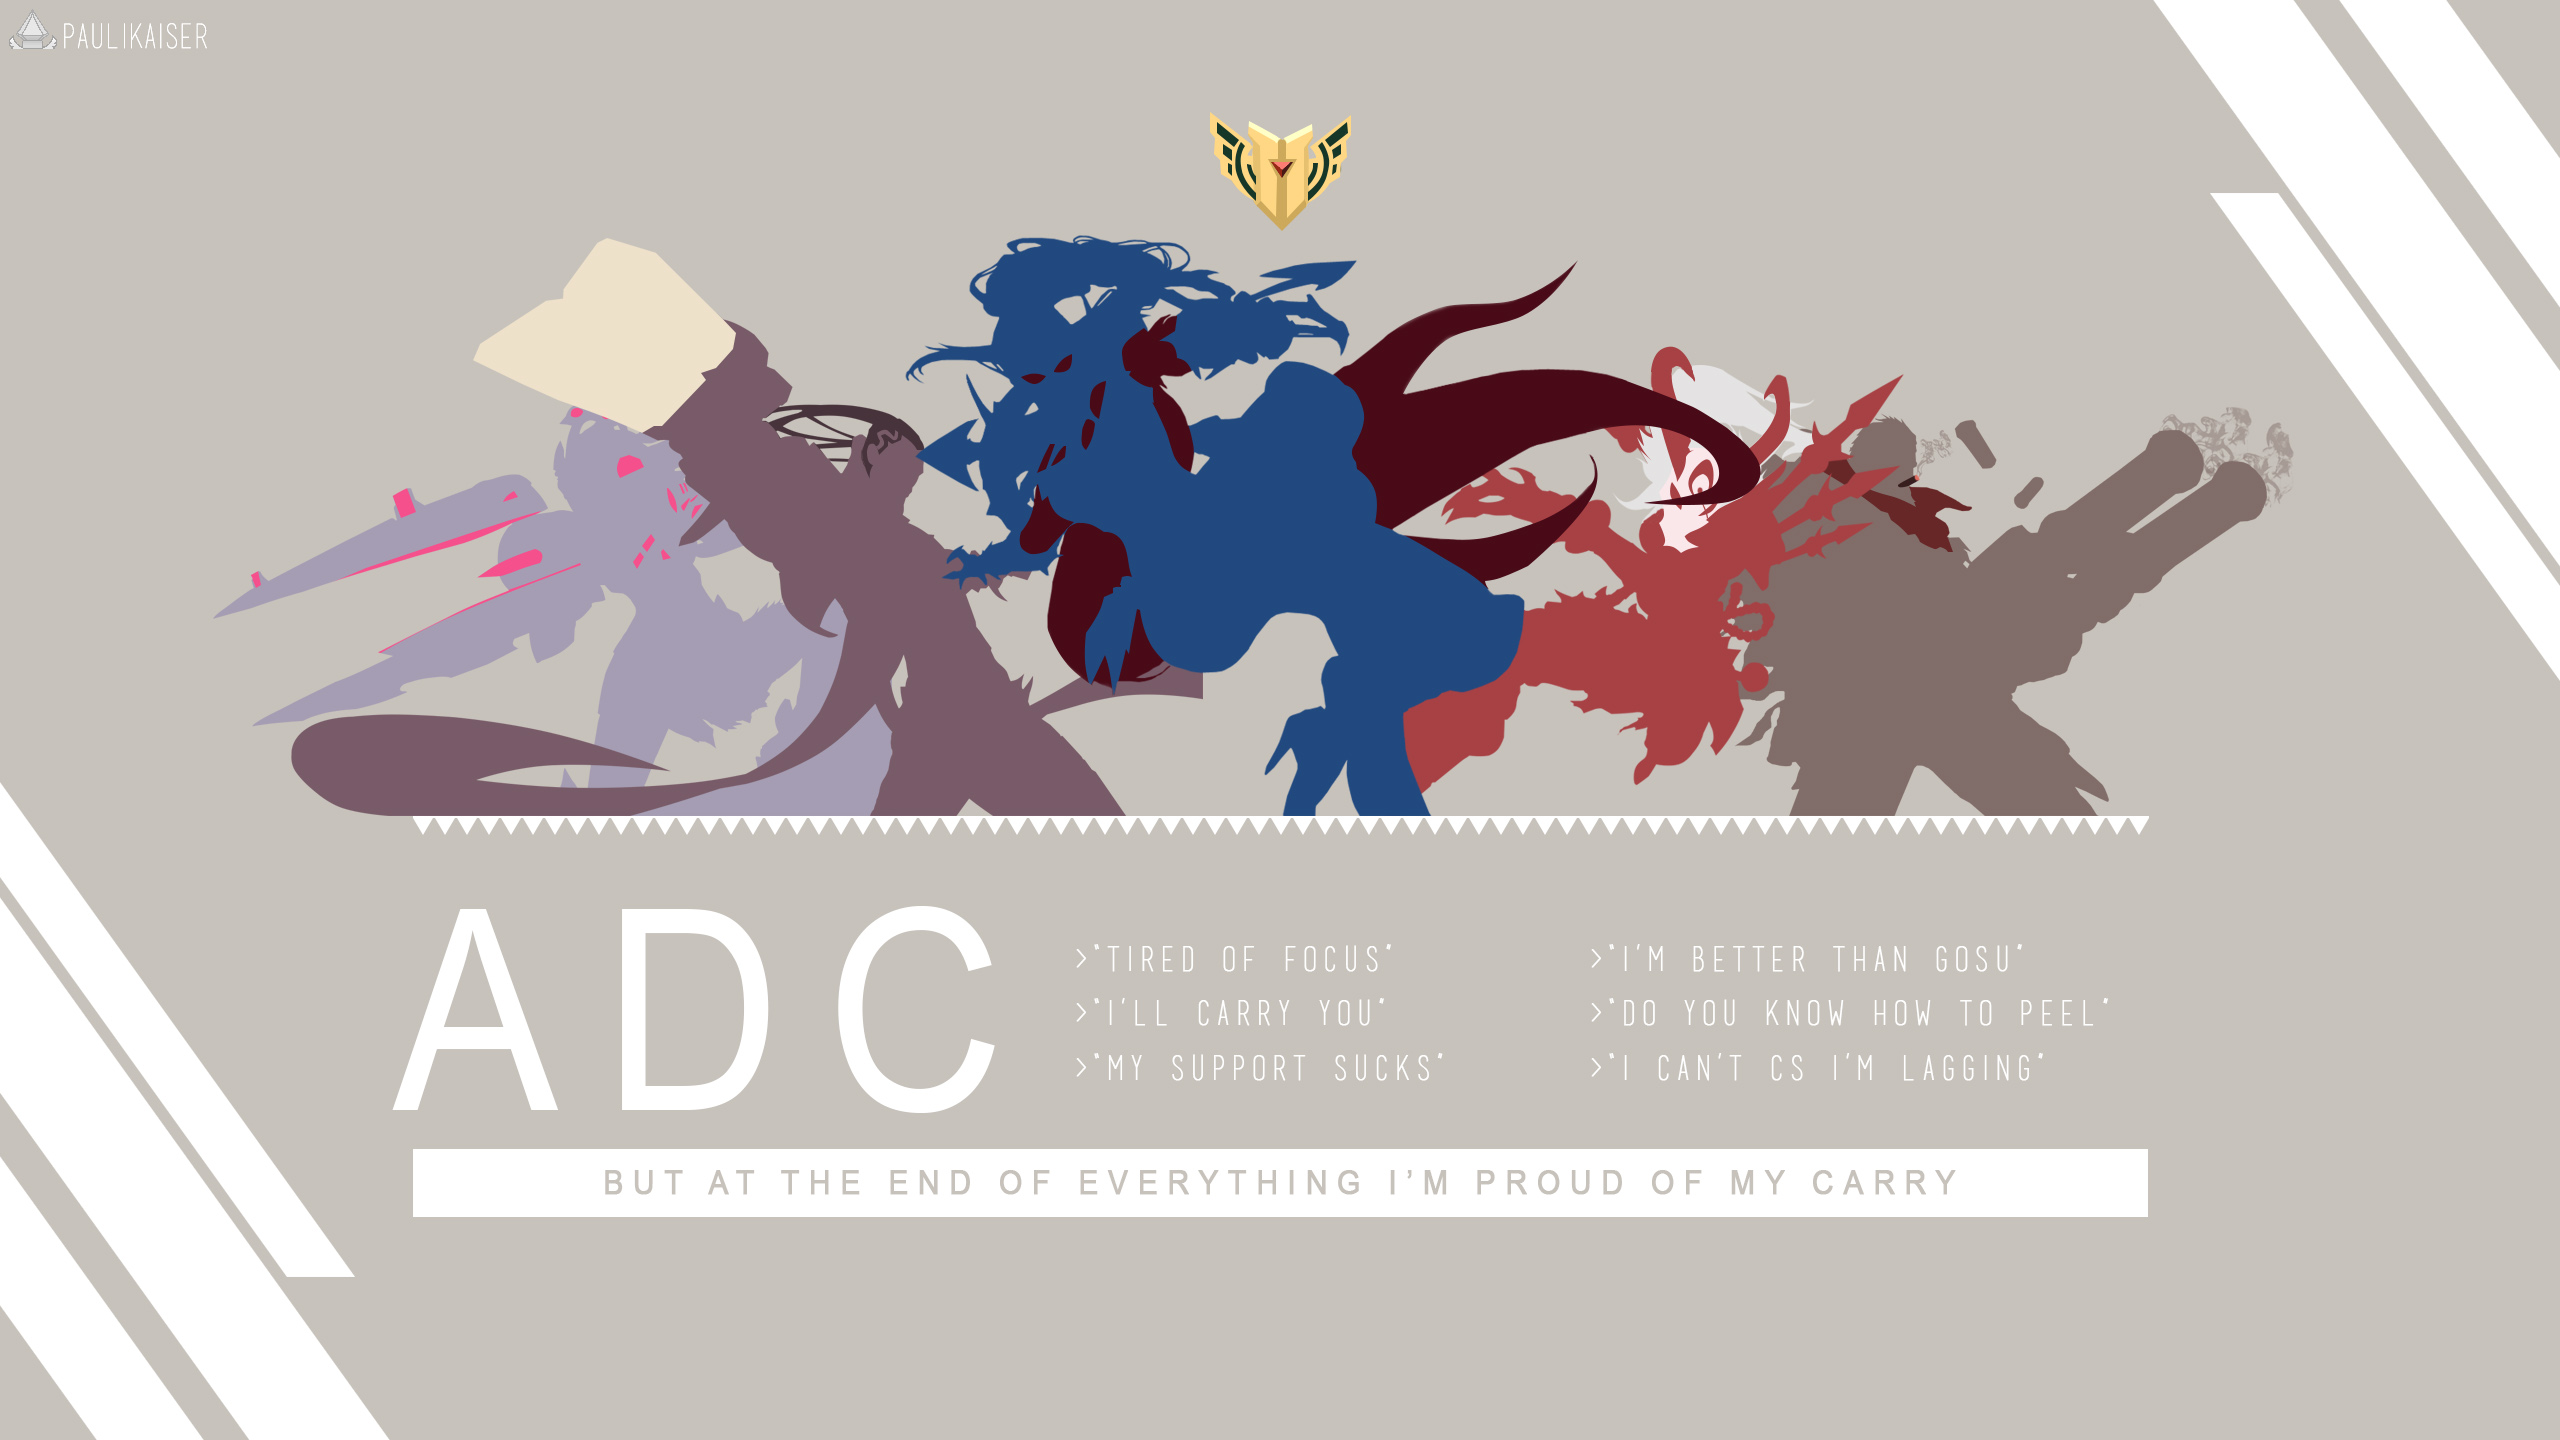 PAULIKAISER
ADC
>"TIRED OF FOCUS"
>"I'LL CARRY YOU"
>"MY SUPPORT SUCKS"
>"I'M BETTER THAN GOSU"
>"DO YOU KNOW HOW TO PEEL"
>"I CAN'T CS I'M LAGGING"
BUT AT THE END OF EVERYTHING I'M PROUD OF MY CARRY